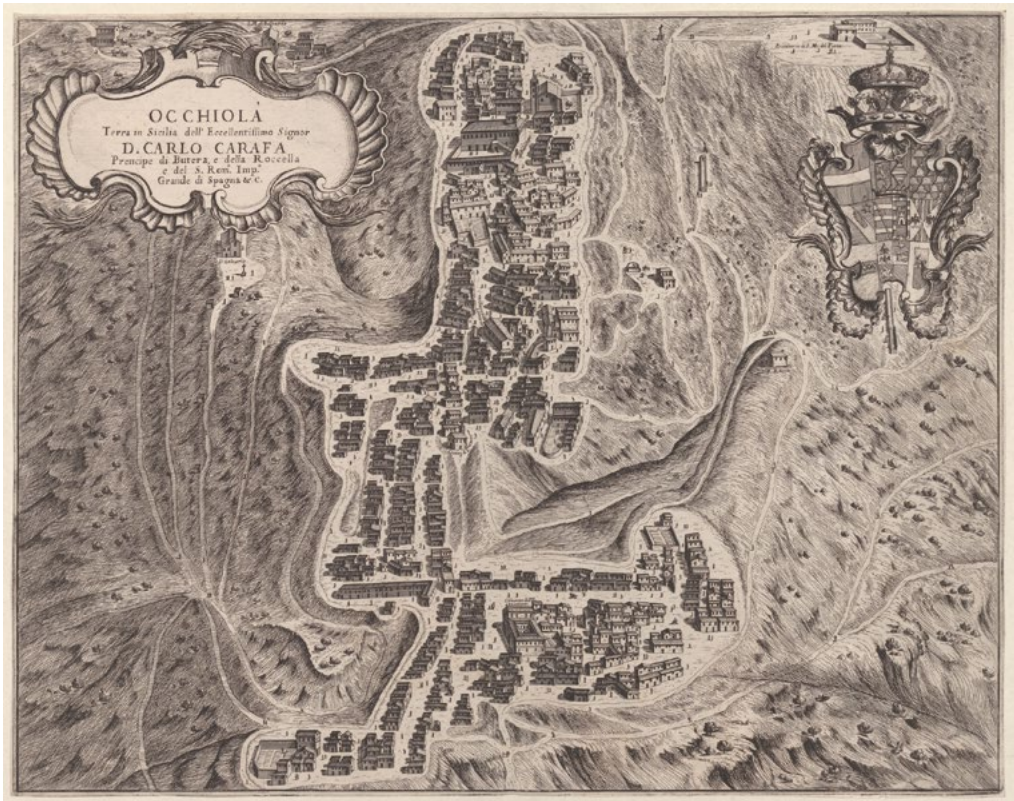 OCCHIOLÀ
Terra in Sicilia dell' Eccellentissimo Signor
D. CARLO CARAFA
Prencipe di Butera, e della Roccella
e del S. Rom. Imp.
Grande di Spagna &c.